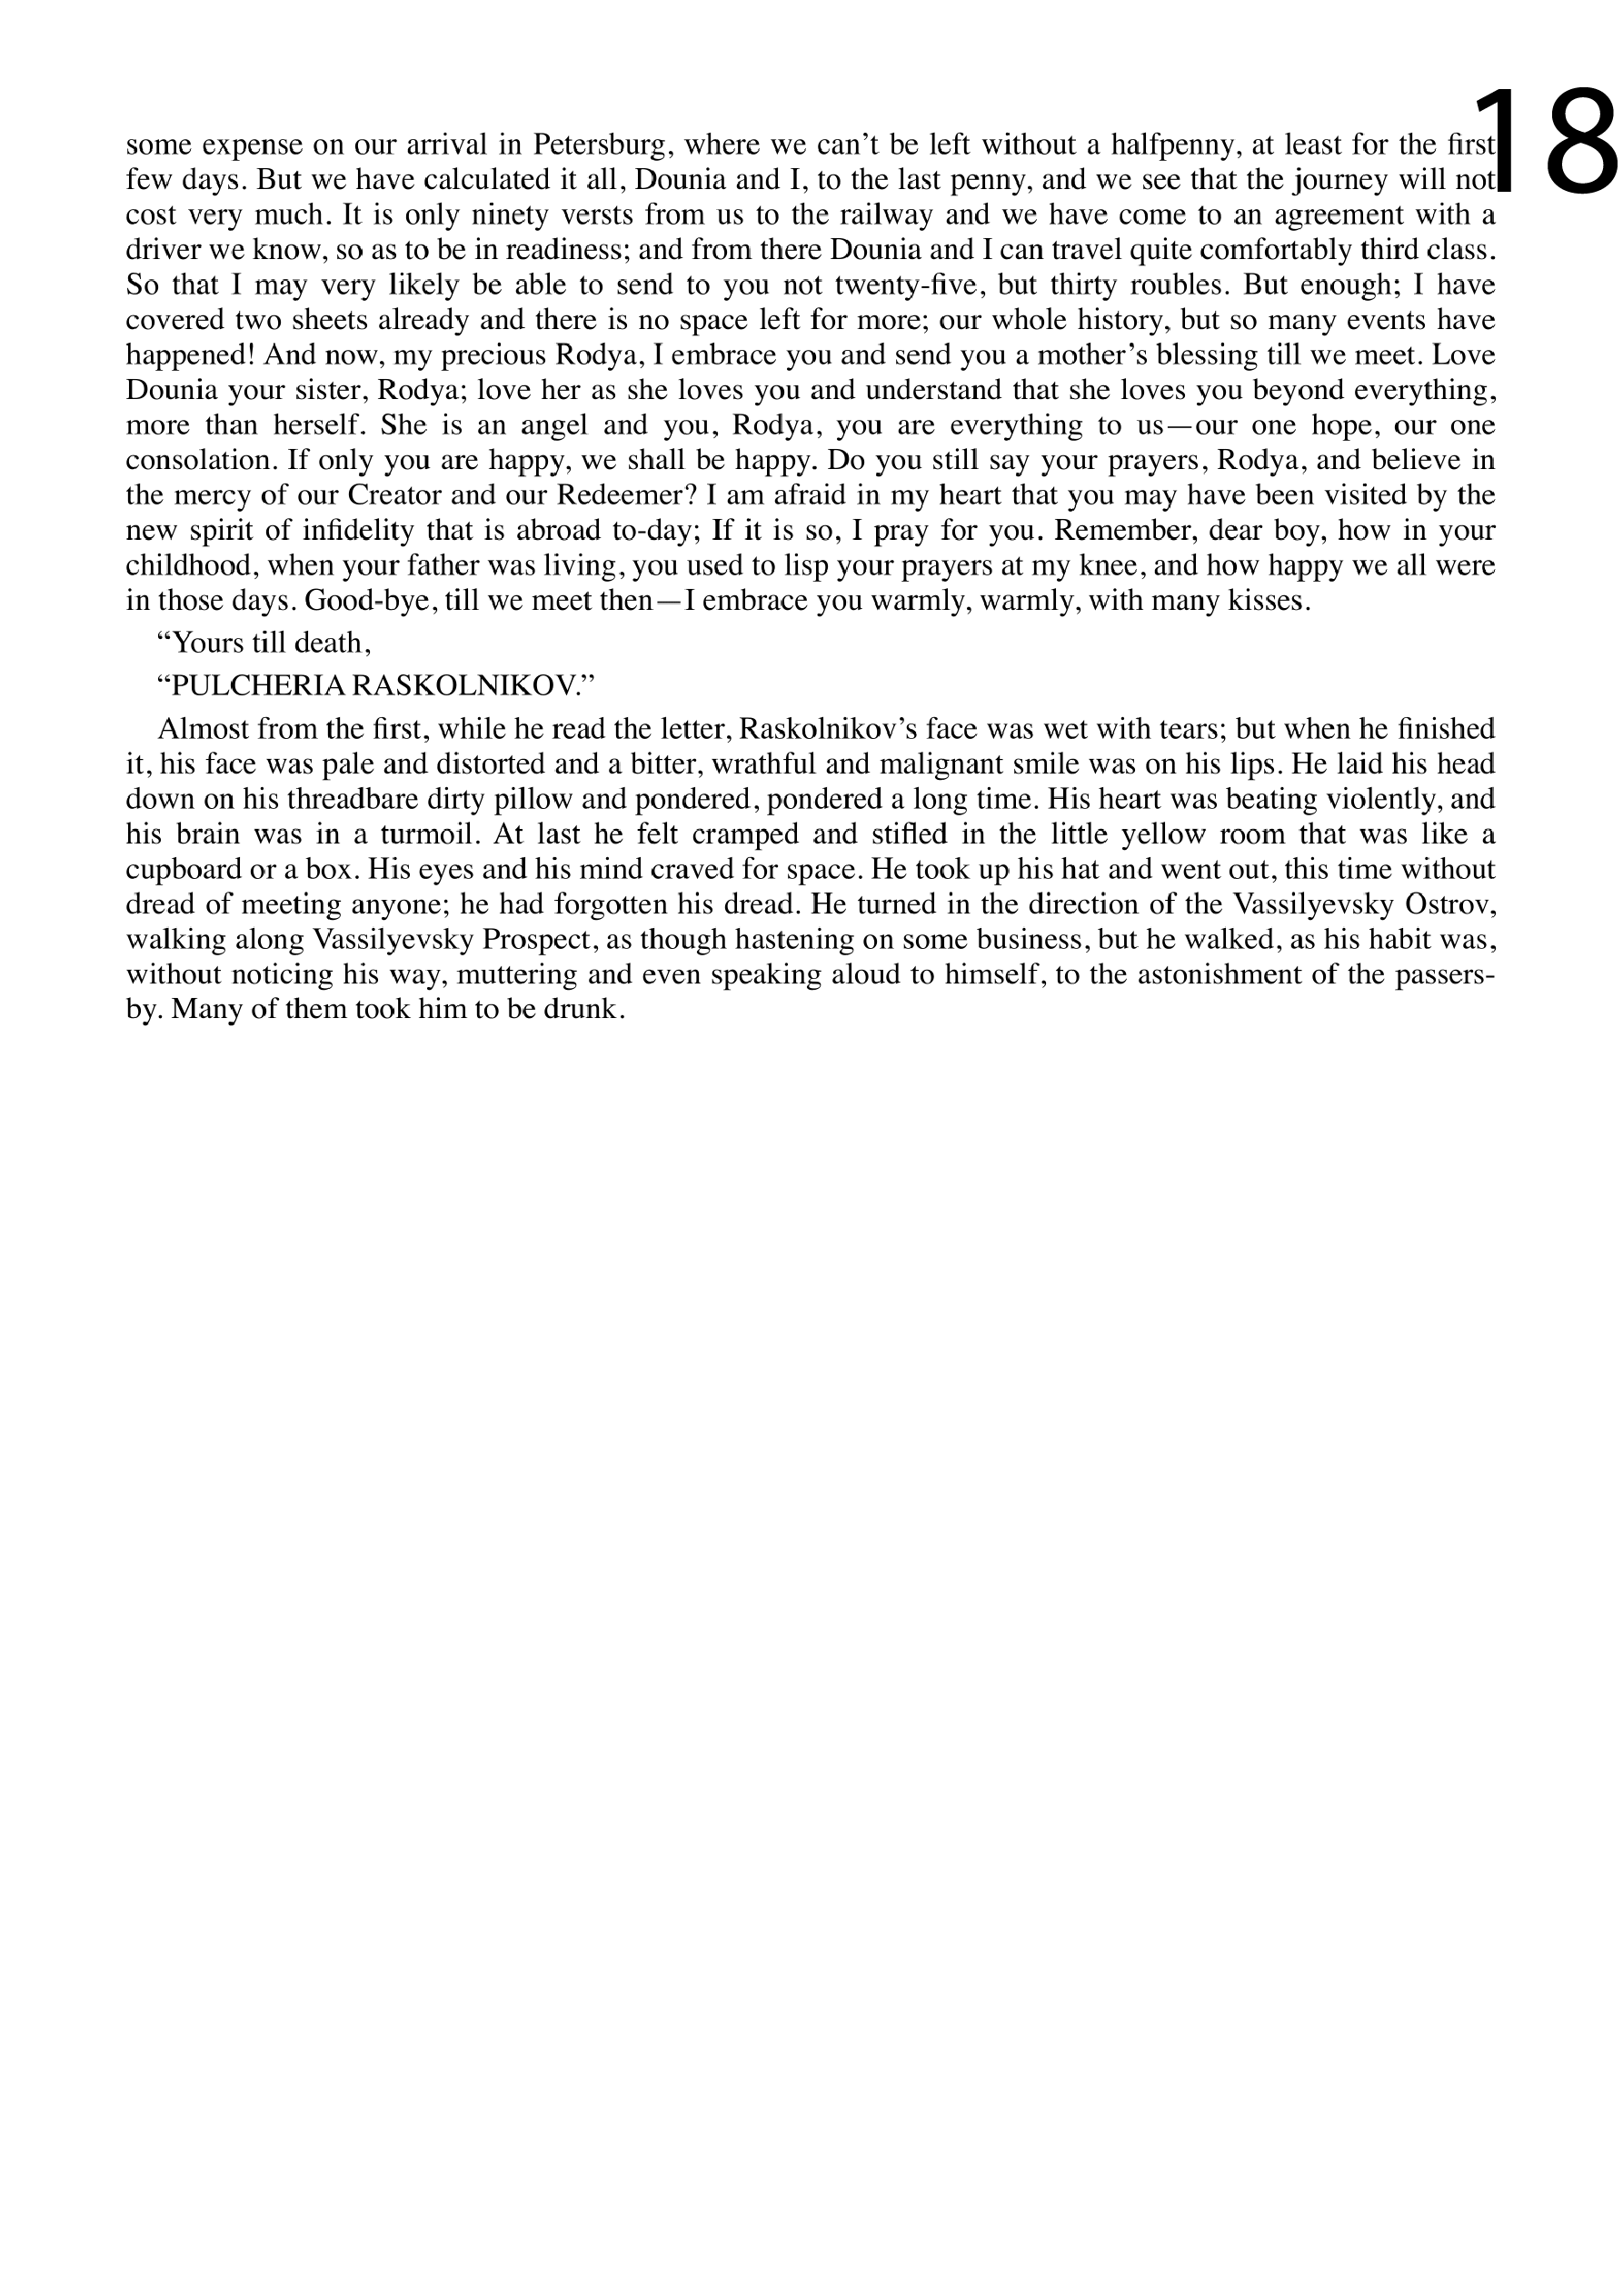 18
some expense on our arrival in Petersburg, where we can’t be left without a halfpenny, at least for the first
few days. But we have calculated it all, Dounia and I, to the last penny, and we see that the journey will not
cost very much. It is only ninety versts from us to the railway and we have come to an agreement with a
driver we know, so as to be in readiness; and from there Dounia and I can travel quite comfortably third class.
So that I may very likely be able to send to you not twenty-five, but thirty roubles. But enough; I have
covered two sheets already and there is no space left for more; our whole history, but so many events have
happened! And now, my precious Rodya, I embrace you and send you a mother’s blessing till we meet. Love
Dounia your sister, Rodya; love her as she loves you and understand that she loves you beyond everything,
more than herself. She is an angel and you, Rodya, you are everything to us—our one hope, our one
consolation. If only you are happy, we shall be happy. Do you still say your prayers, Rodya, and believe in
the mercy of our Creator and our Redeemer? I am afraid in my heart that you may have been visited by the
new spirit of infidelity that is abroad to-day; If it is so, I pray for you. Remember, dear boy, how in your
childhood, when your father was living, you used to lisp your prayers at my knee, and how happy we all were
in those days. Good-bye, till we meet then—I embrace you warmly, warmly, with many kisses.
“Yours till death,
“PULCHERIA RASKOLNIKOV.”
Almost from the first, while he read the letter, Raskolnikov’s face was wet with tears; but when he finished
it, his face was pale and distorted and a bitter, wrathful and malignant smile was on his lips. He laid his head
down on his threadbare dirty pillow and pondered, pondered a long time. His heart was beating violently, and
his brain was in a turmoil. At last he felt cramped and stifled in the little yellow room that was like a
cupboard or a box. His eyes and his mind craved for space. He took up his hat and went out, this time without
dread of meeting anyone; he had forgotten his dread. He turned in the direction of the Vassilyevsky Ostrov,
walking along Vassilyevsky Prospect, as though hastening on some business, but he walked, as his habit was,
without noticing his way, muttering and even speaking aloud to himself, to the astonishment of the passers-
by. Many of them took him to be drunk.